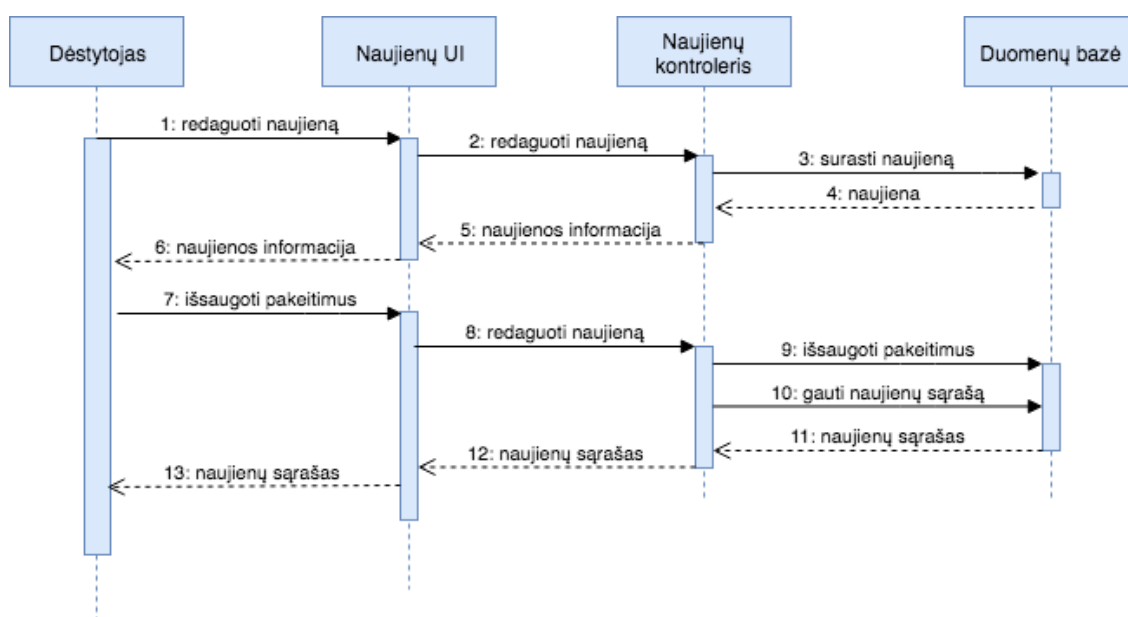 Dėstytojas
Naujienų UI
Naujienų
kontroleris
Duomenų bazė
1: redaguoti naujieną
2: redaguoti naujieną
3: surasti naujieną
4: naujiena
5: naujienos informacija
6: naujienos informacija
7: išsaugoti pakeitimus
8: redaguoti naujieną
9: išsaugoti pakeitimus
10: gauti naujienų sąrašą
11: naujienų sąrašas
12: naujienų sąrašas
13: naujienų sąrašas